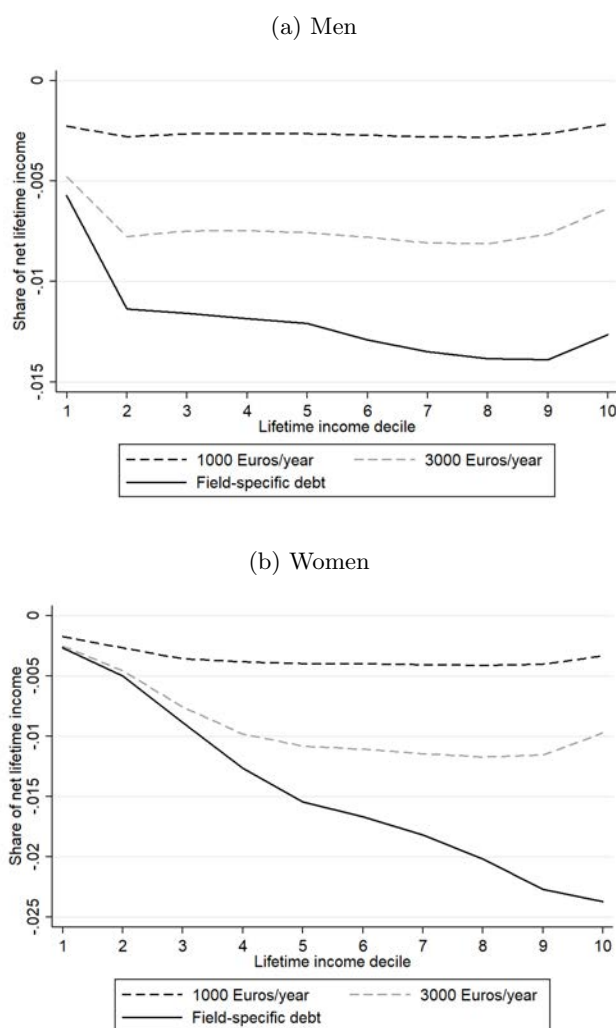 (a) Men
Share of net lifetime income
0
-.005
-.01
-.015
1 2 3 4 5 6 7 8 9 10
Lifetime income decile
1000 Euros/year 3000 Euros/year
Field-specific debt
(b) Women
Share of net lifetime income
0
-.005
-.01
-.015
-.02
-.025
1 2 3 4 5 6 7 8 9 10
Lifetime income decile
1000 Euros/year 3000 Euros/year
Field-specific debt